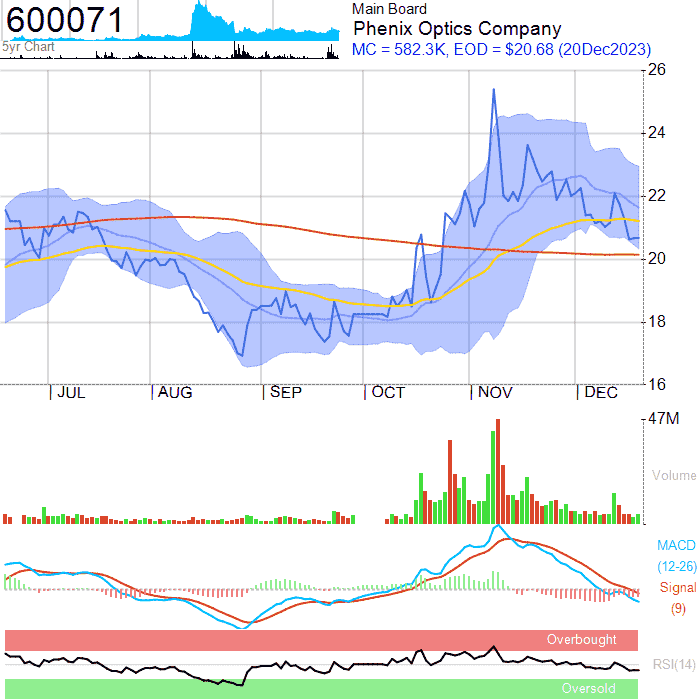 600071
Main Board
Phenix Optics Company
MC = 582.3K, EOD = $20.68 (20Dec2023)
5yr Chart
26
24
22
20
18
16
JUL AUG SEP OCT NOV DEC
47M
Volume
MACD
(12-26)
Signal
(9)
Overbought
RSI(14)
Oversold